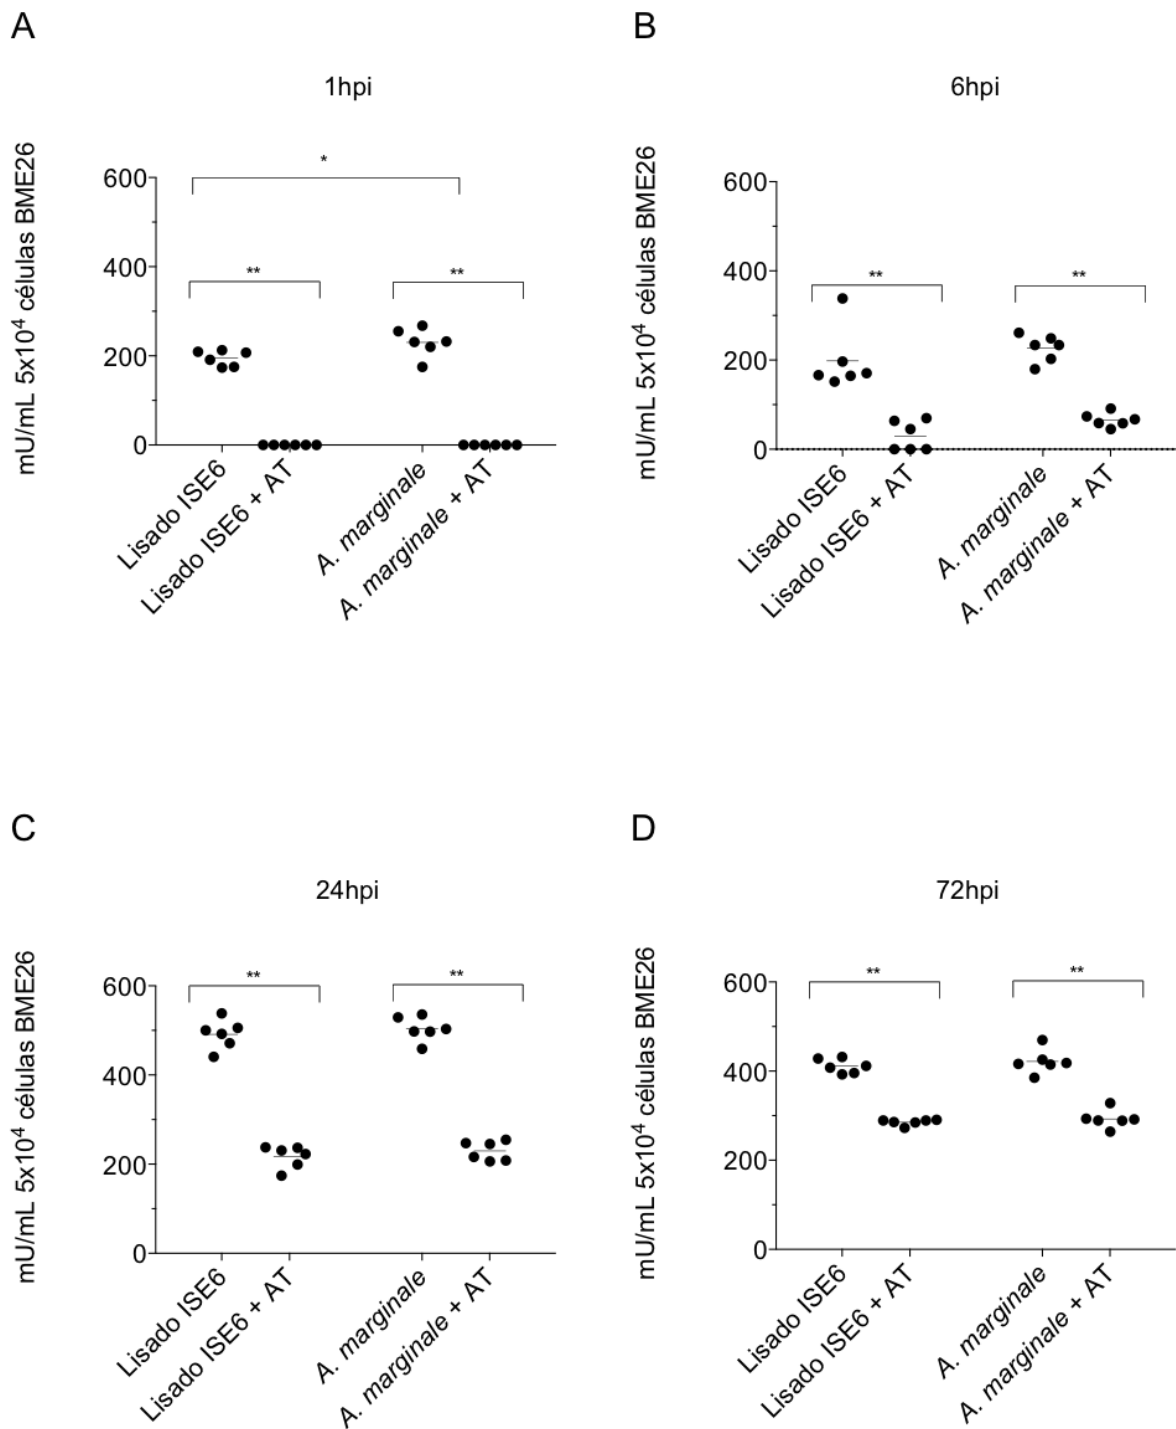 A
1hpi
mU/mL 5x10⁴ células BME26
600
400
200
0
*
**
**
Lisado ISE6
Lisado ISE6 + AT
A. marginale
A. marginale + AT
B
6hpi
mU/mL 5x10⁴ células BME26
600
400
200
0
**
**
Lisado ISE6
Lisado ISE6 + AT
A. marginale
A. marginale + AT
C
24hpi
mU/mL 5x10⁴ células BME26
600
400
200
0
**
**
Lisado ISE6
Lisado ISE6 + AT
A. marginale
A. marginale + AT
D
72hpi
mU/mL 5x10⁴ células BME26
600
400
200
0
**
**
Lisado ISE6
Lisado ISE6 + AT
A. marginale
A. marginale + AT